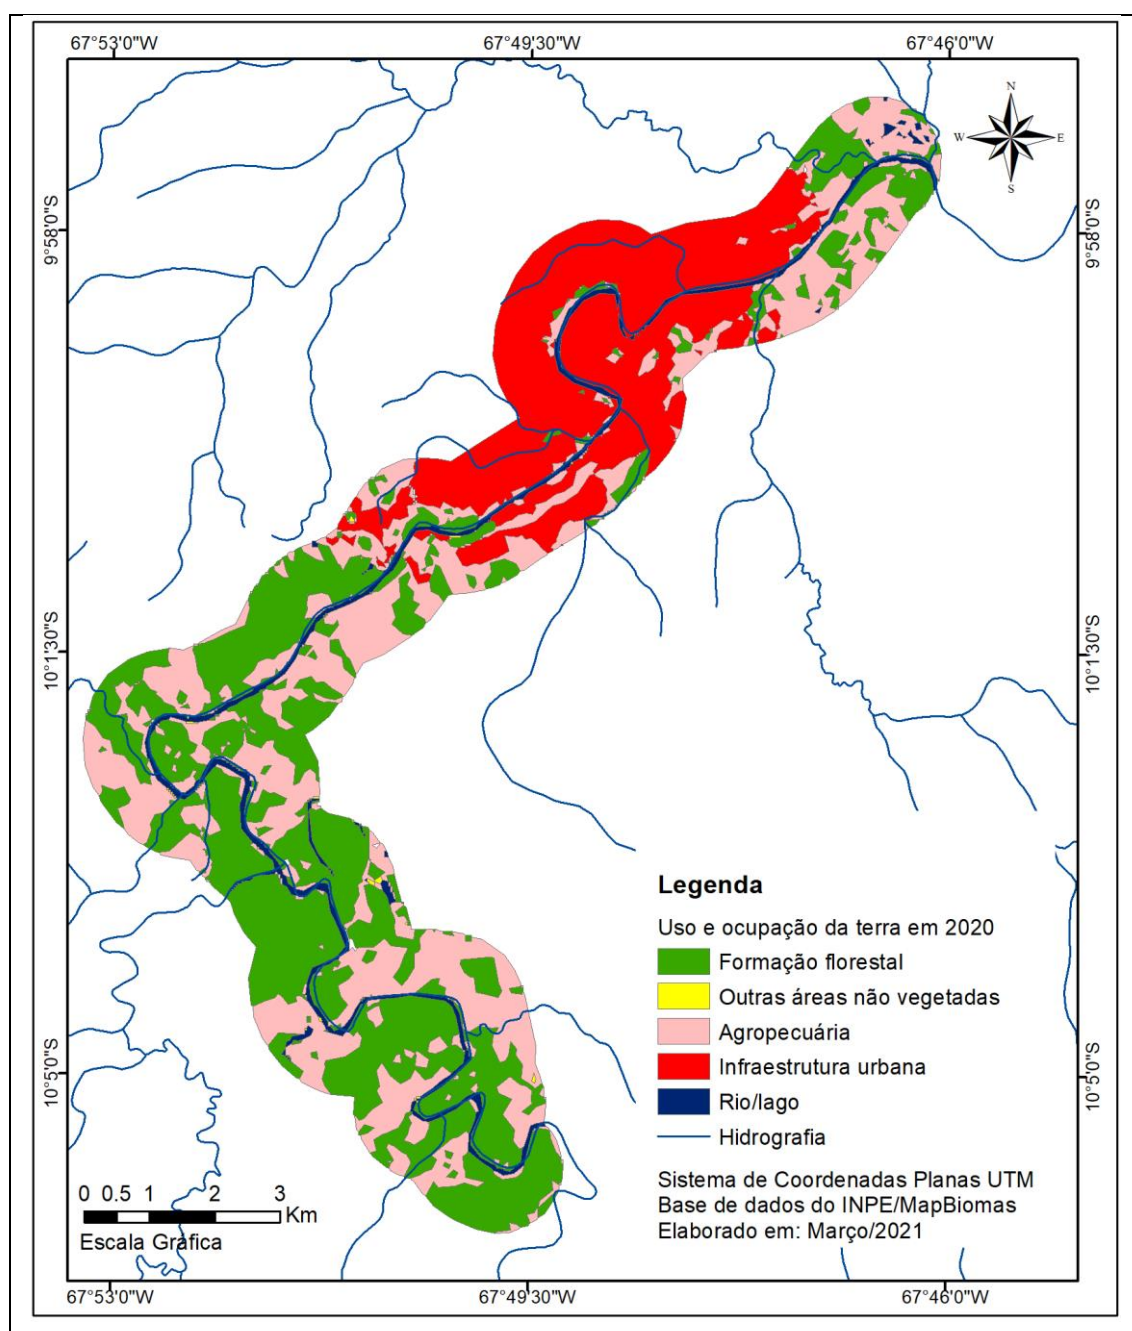 67°53'0"W 67°49'30"W 67°46'0"W
N
W E
S
9°58'0"S 9°58'0"S
10°1'30"S 10°1'30"S
Legenda
Uso e ocupação da terra em 2020
Formação florestal
Outras áreas não vegetadas
Agropecuária
Infraestrutura urbana
Rio/lago
Hidrografia
10°5'0"S 10°5'0"S
Sistema de Coordenadas Planas UTM
Base de dados do INPE/MapBiomas
Elaborado em: Março/2021
0 0.5 1 2 3
Km
Escala Gráfica
67°53'0"W 67°49'30"W 67°46'0"W